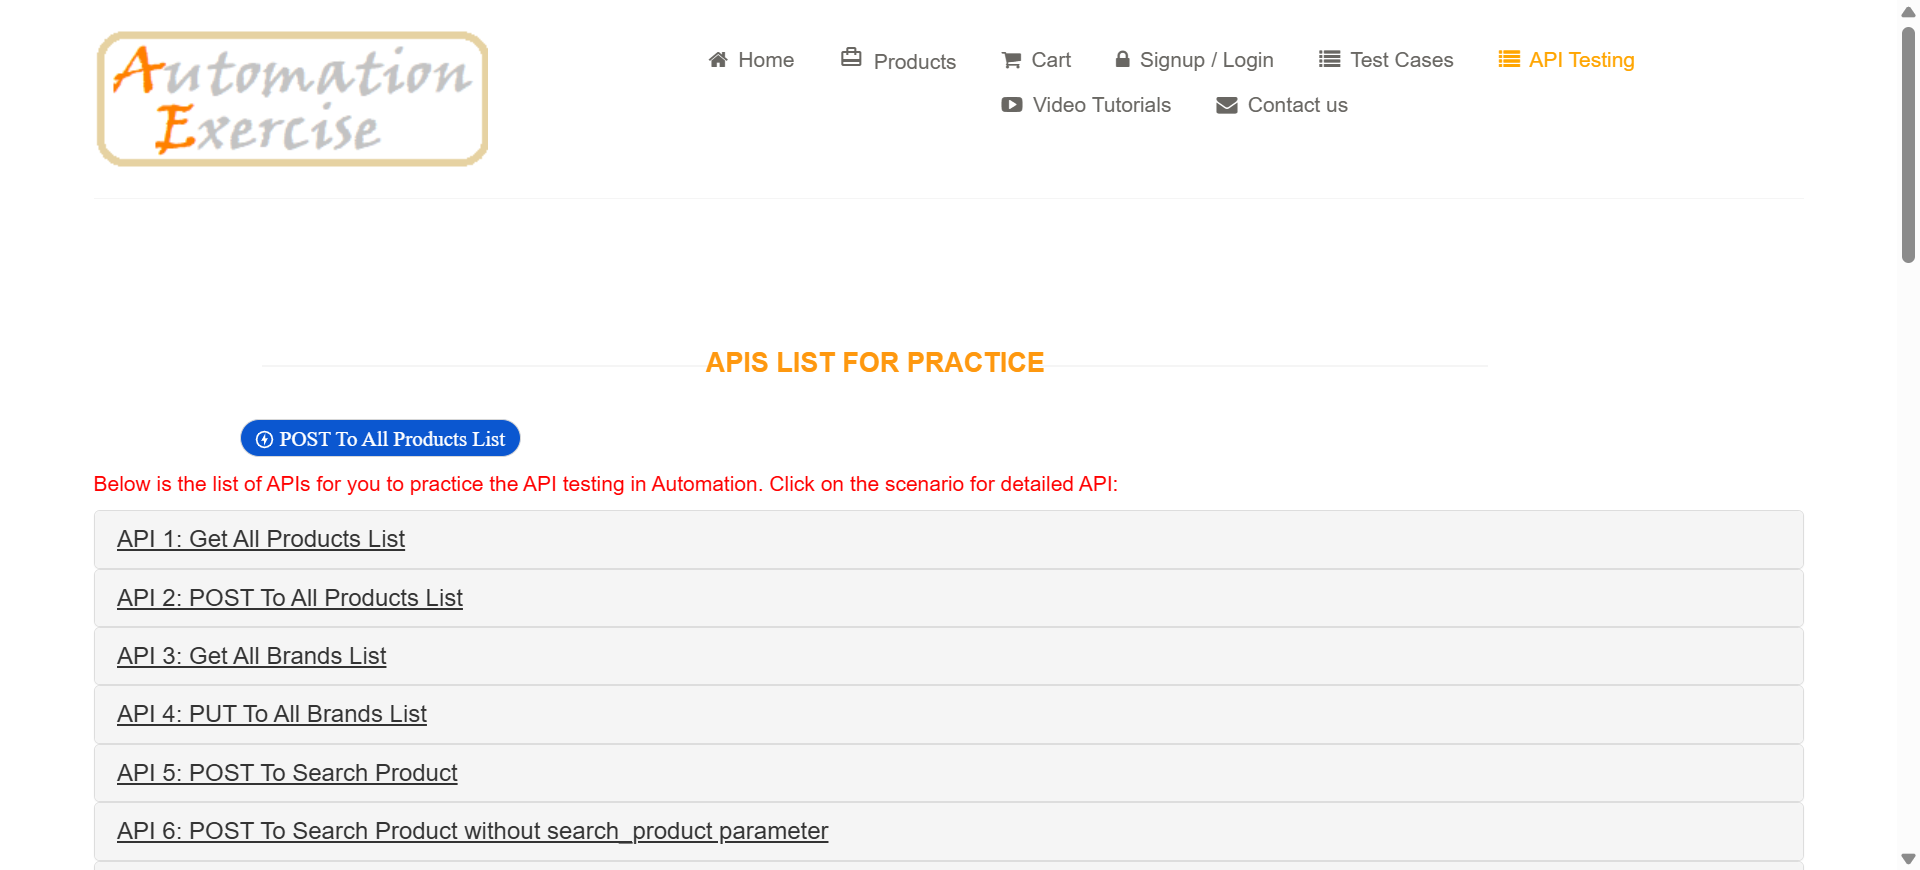 Automation
Exercise
Home
Products
Cart
Signup / Login
Test Cases
API Testing
Video Tutorials
Contact us
APIS LIST FOR PRACTICE
POST To All Products List
Below is the list of APIs for you to practice the API testing in Automation. Click on the scenario for detailed API:
API 1: Get All Products List
API 2: POST To All Products List
API 3: Get All Brands List
API 4: PUT To All Brands List
API 5: POST To Search Product
API 6: POST To Search Product without search_product parameter